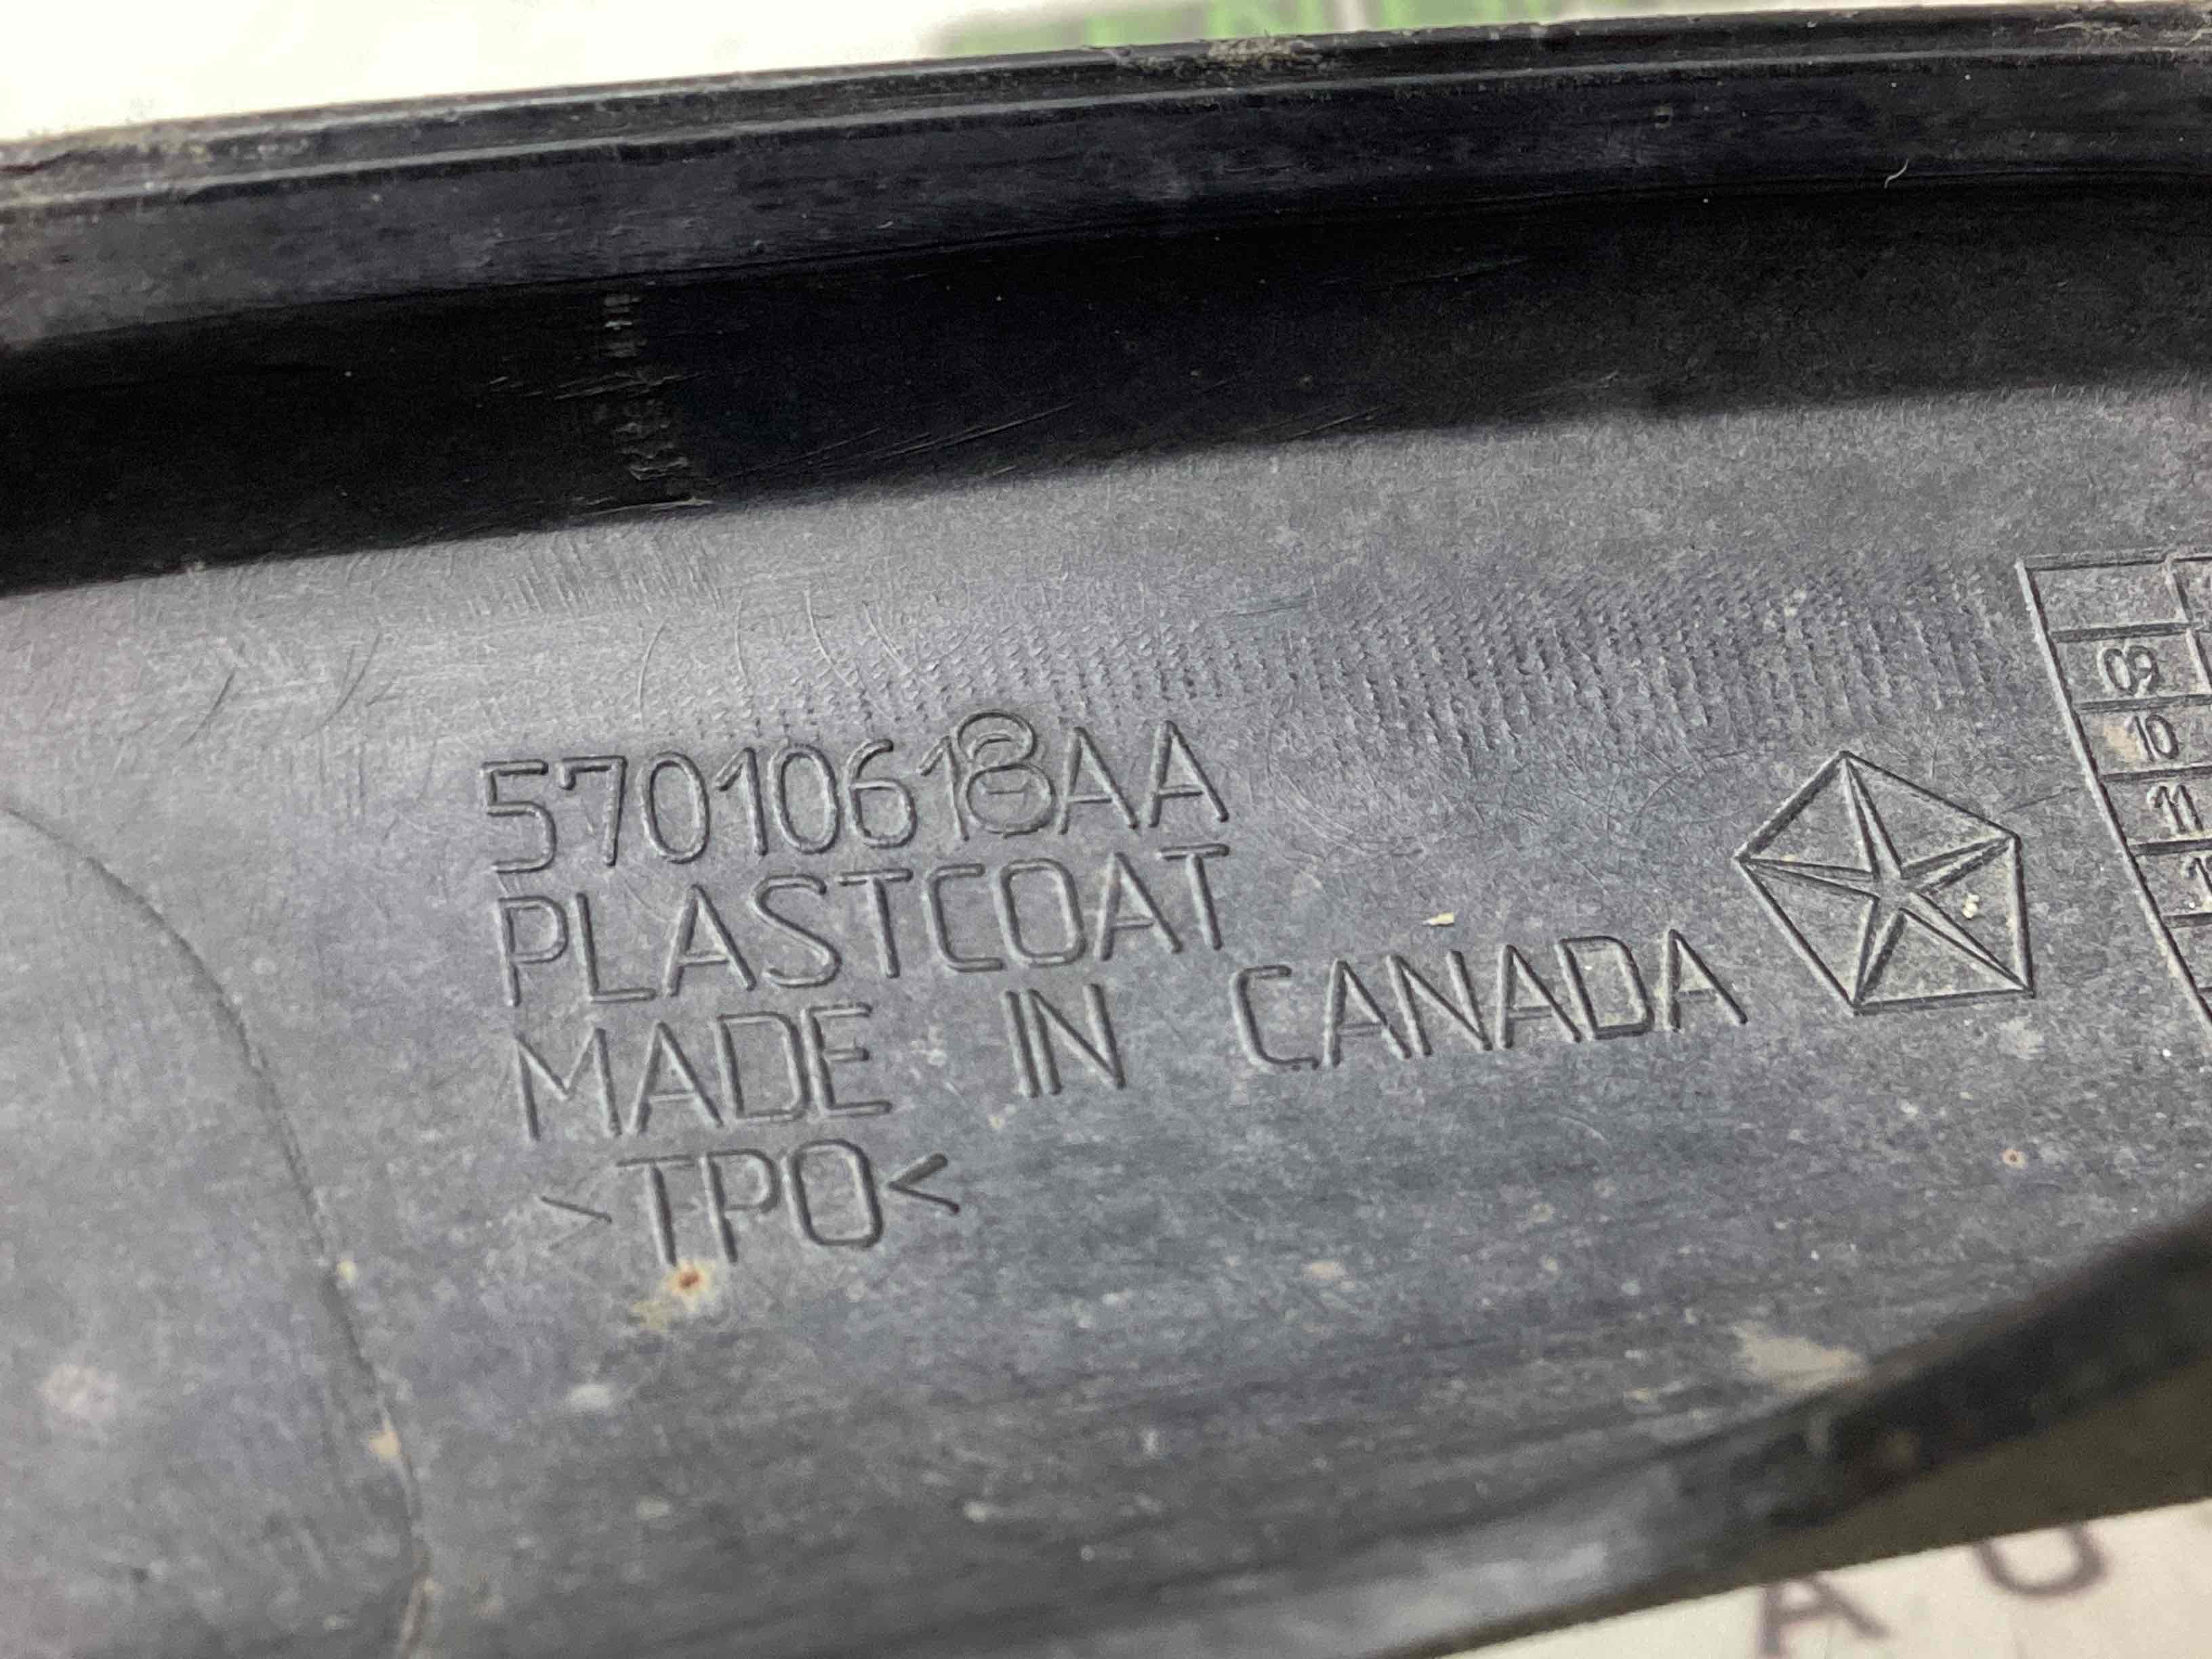 57010618AA
PLASTCOAT
MADE IN CANADA
>TPO<
09
10
11